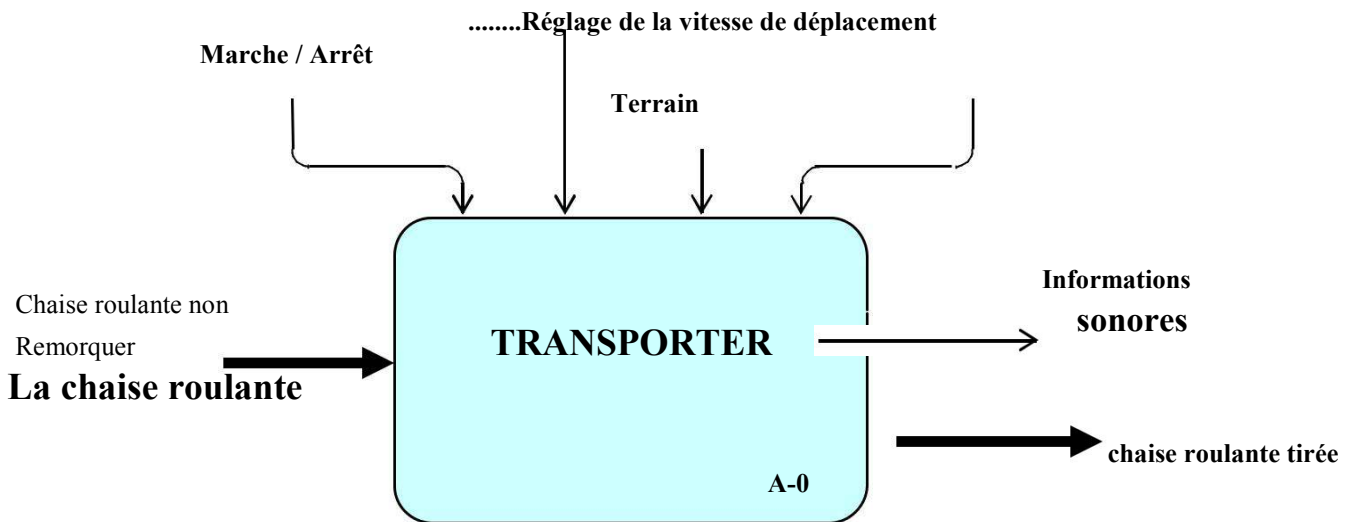 ........Réglage de la vitesse de déplacement
Marche / Arrêt
Terrain
Chaise roulante non
Remorquer
La chaise roulante
TRANSPORTER
Informations
sonores
chaise roulante tirée
A-0